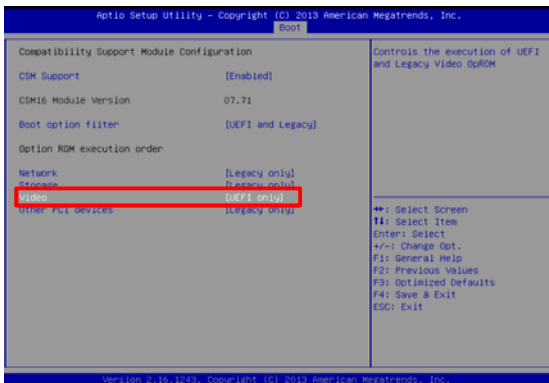 Aptio Setup Utility – Copyright (C) 2013 American Megatrends, Inc.
Boot
Compatibility Support Module Configuration
CSM Support [Enabled]
CSM16 Module Version 07.71
Boot option filter [UEFI and Legacy]
Option ROM execution order
Network [Legacy only]
Storage [Legacy only]
Video [UEFI only]
Other PCI devices [Legacy only]
Controls the execution of UEFI
and Legacy Video OpROM
→←: Select Screen
↑↓: Select Item
Enter: Select
+/-: Change Opt.
F1: General Help
F2: Previous Values
F3: Optimized Defaults
F4: Save & Exit
ESC: Exit
Version 2.16.1243. Copyright (C) 2013 American Megatrends, Inc.